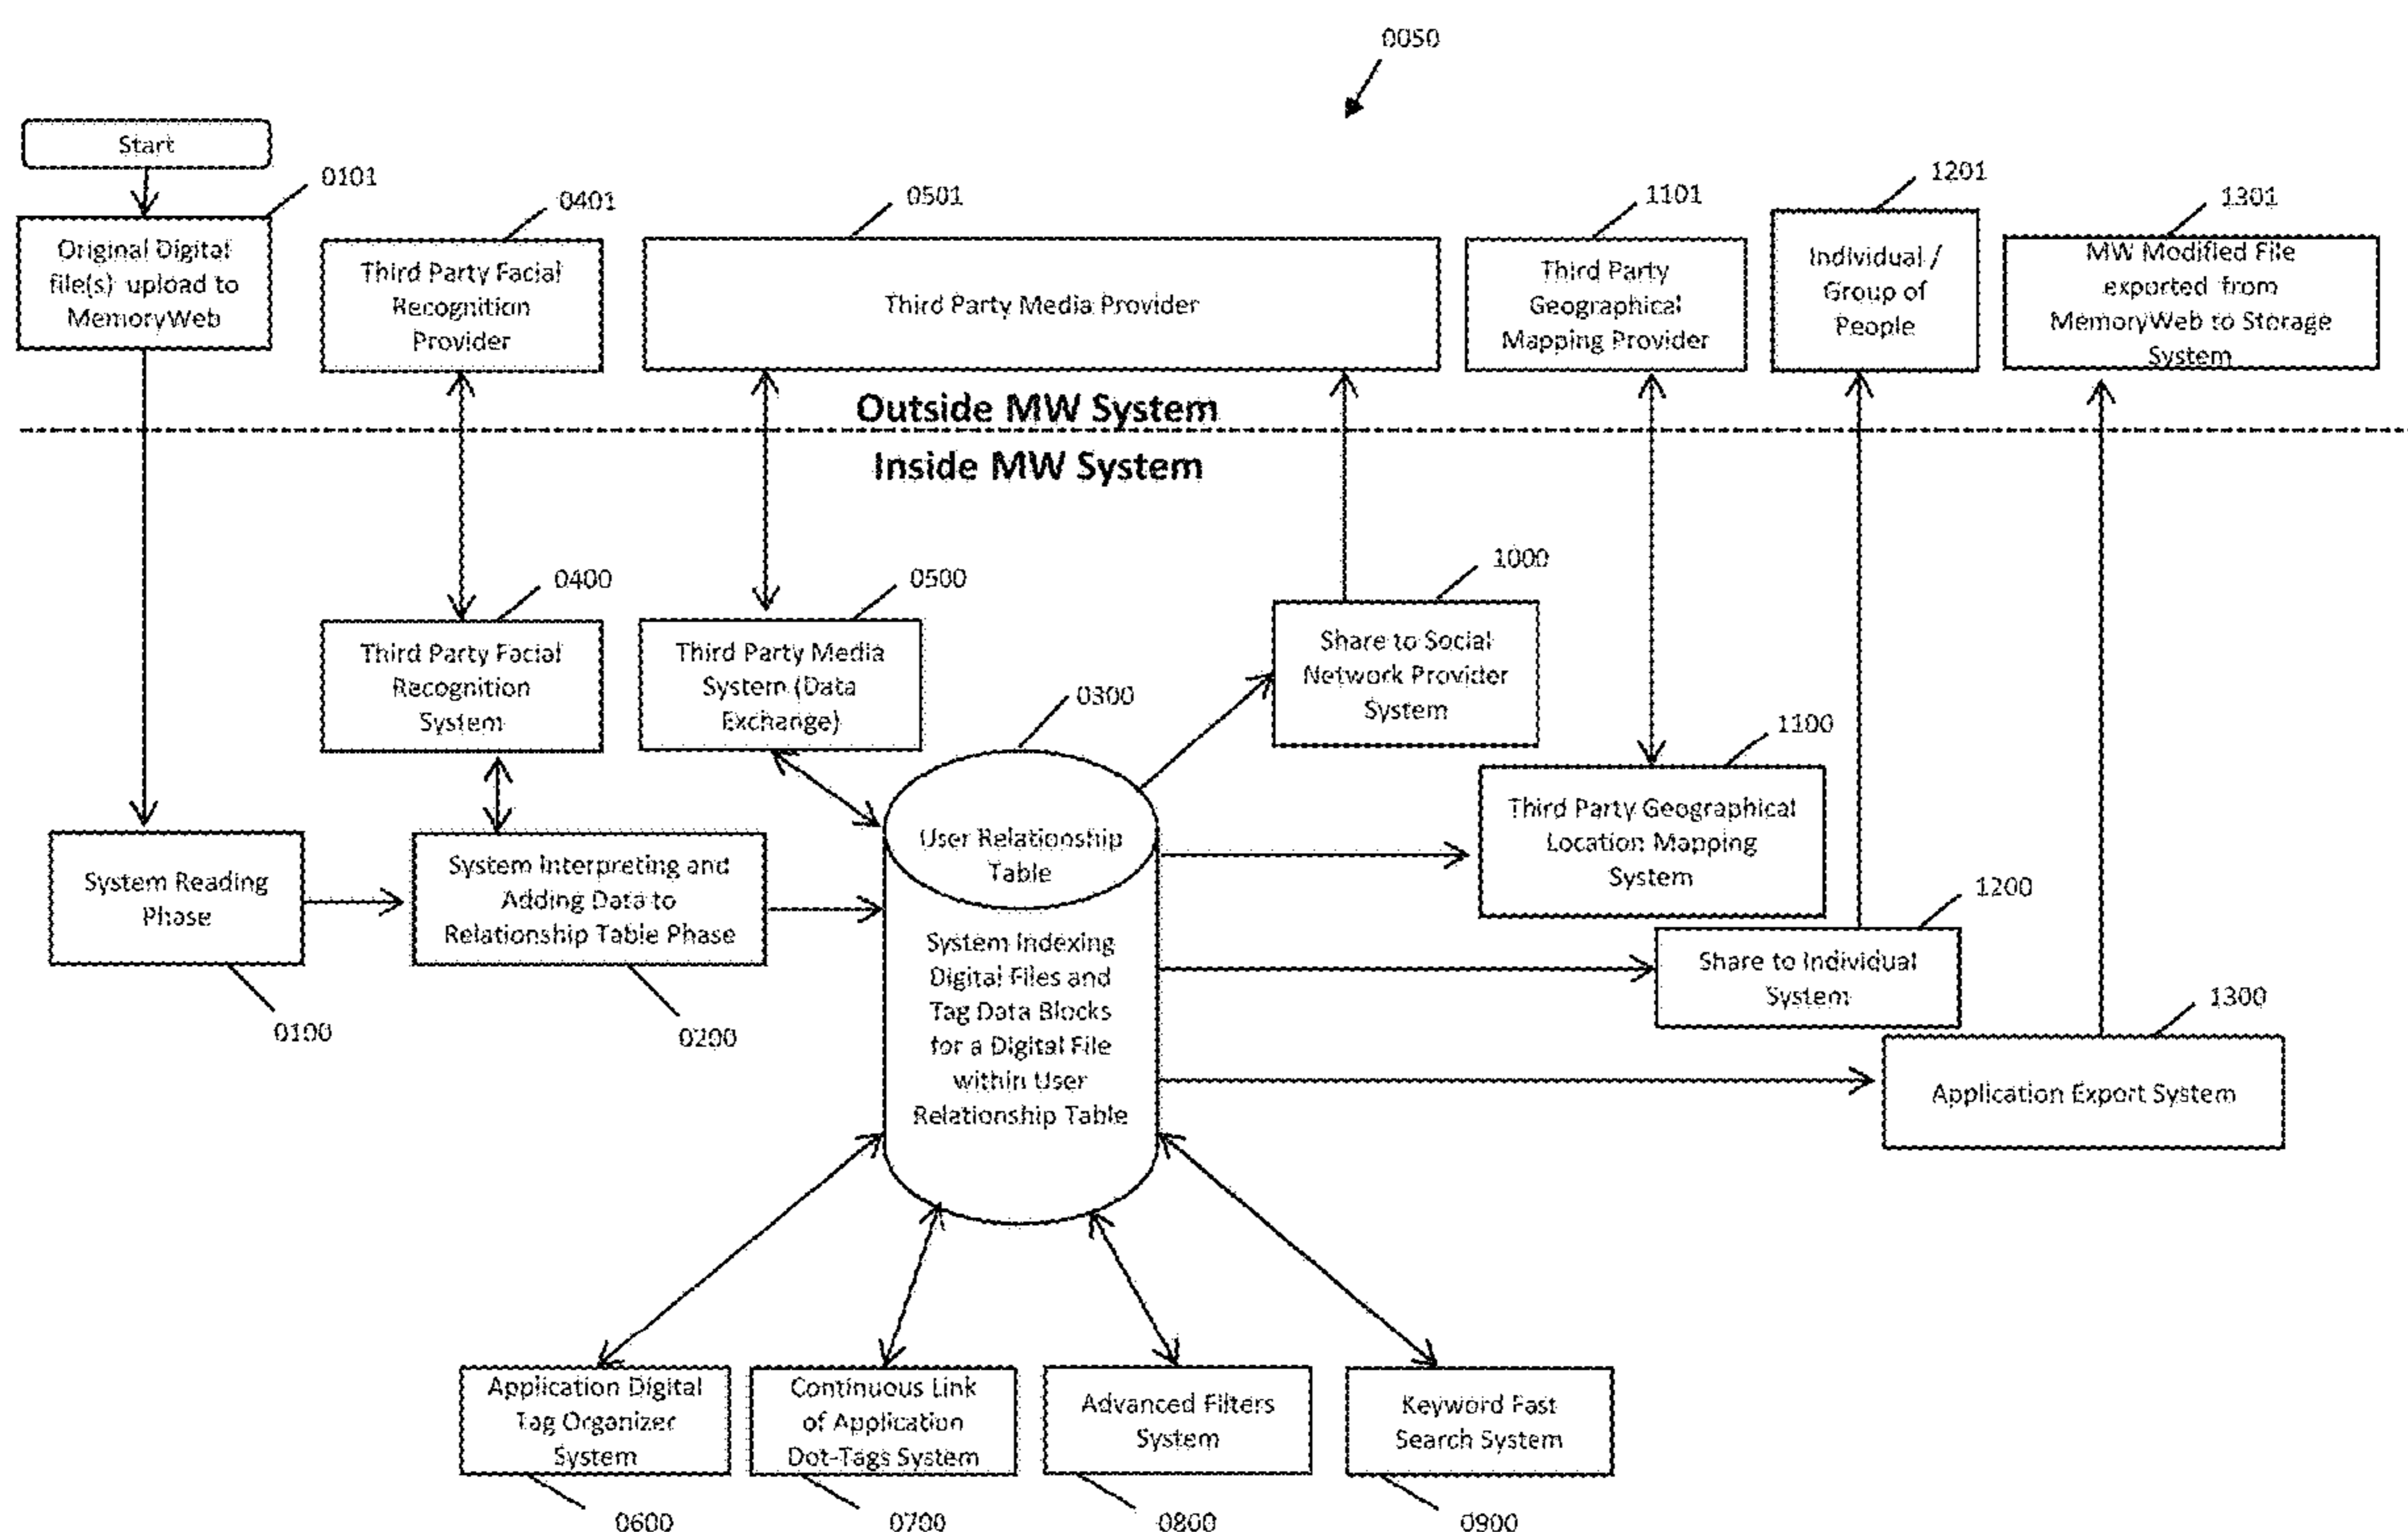 0050
Start
0101
Original Digital
file(s) upload to
MemoryWeb
0401
Third Party Facial
Recognition
Provider
0501
Third Party Media Provider
1101
Third Party
Geographical
Mapping Provider
1201
Individual /
Group of
People
1301
MW Modified File
exported from
MemoryWeb to Storage
System
Outside MW System
Inside MW System
0400
Third Party Facial
Recognition
System
0500
Third Party Media
System (Data
Exchange)
1000
Share to Social
Network Provider
System
0300
User Relationship
Table
System Indexing
Digital Files and
Tag Data Blocks
for a Digital File
within User
Relationship Table
1100
Third Party Geographical
Location Mapping
System
System Reading
Phase
0100
System Interpreting and
Adding Data to
Relationship Table Phase
0200
1200
Share to Individual
System
1300
Application Export System
Application Digital
Tag Organizer
System
0600
Continuous Link
of Application
Dot-Tags System
0700
Advanced Filters
System
0800
Keyword Fast
Search System
0900